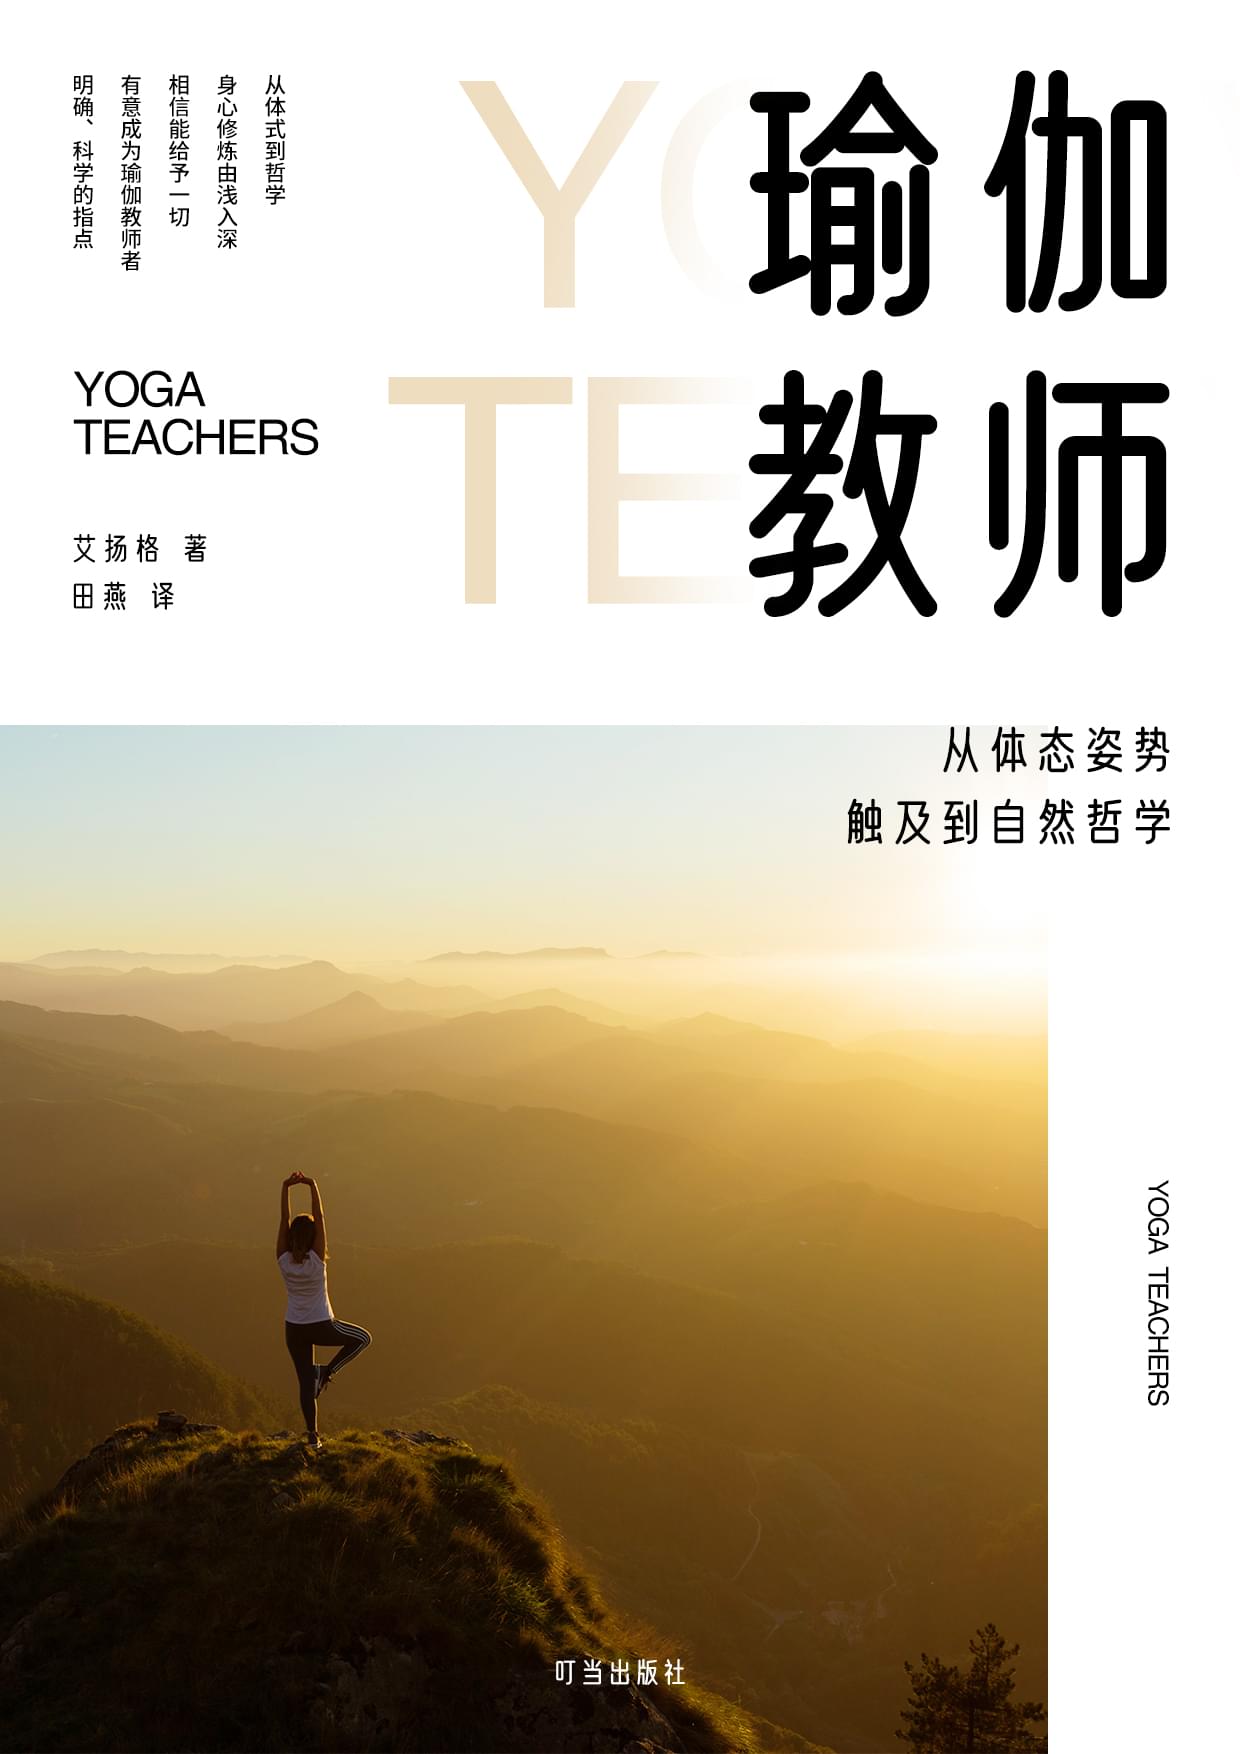 从体式到哲学
身心修炼由浅入深
相信能给予一切
有意成为瑜伽教师者
明确、科学的指点
YO
瑜伽
TE
教师
YOGA
TEACHERS
艾扬格 著
田燕 译
从体态姿势
触及到自然哲学
YOGA TEACHERS
叮当出版社